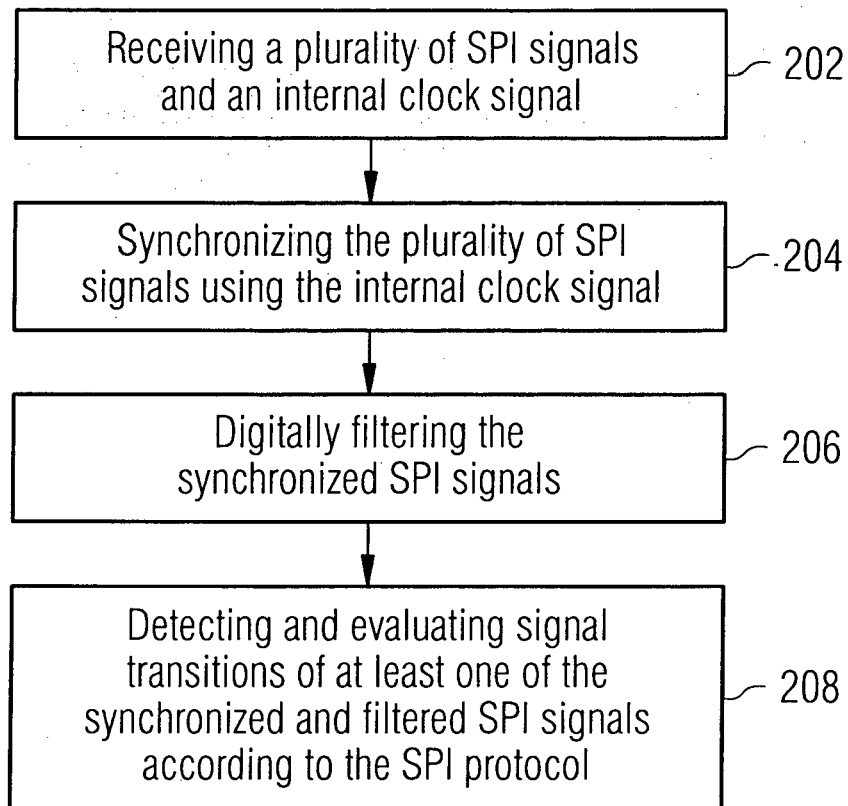 Receiving a plurality of SPI signals
and an internal clock signal
202
Synchronizing the plurality of SPI
signals using the internal clock signal
204
Digitally filtering the
synchronized SPI signals
206
Detecting and evaluating signal
transitions of at least one of the
synchronized and filtered SPI signals
according to the SPI protocol
208